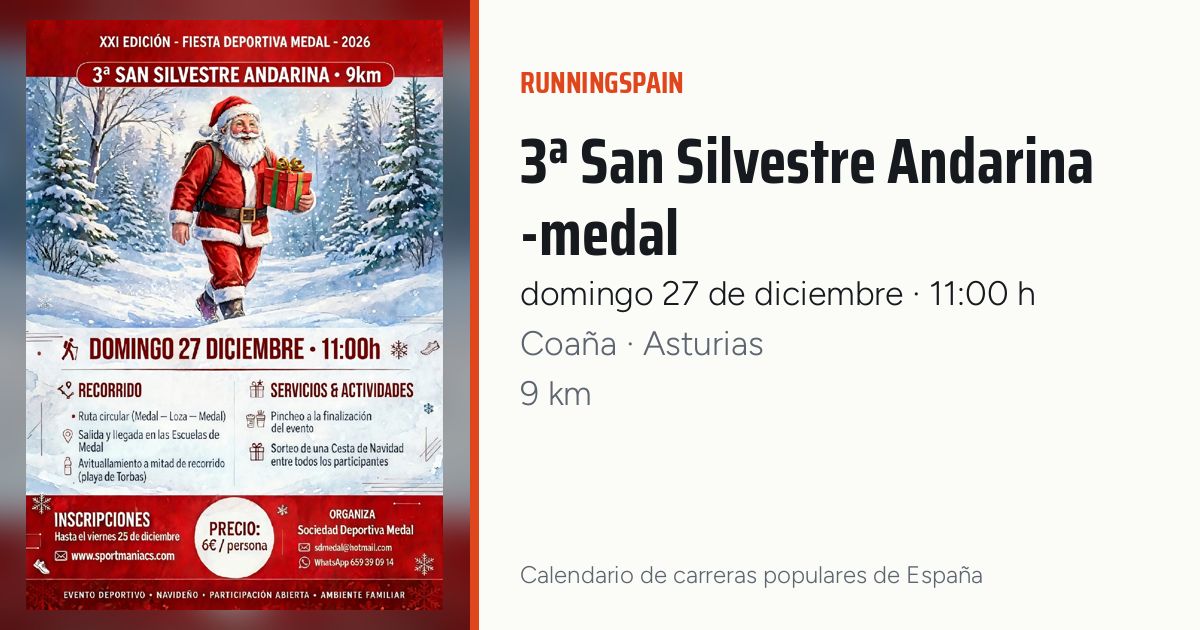 XXI EDICIÓN - FIESTA DEPORTIVA MEDAL - 2026
3ª SAN SILVESTRE ANDARINA • 9km
DOMINGO 27 DICIEMBRE • 11:00h
RECORRIDO
• Ruta circular (Medal – Loza – Medal)
Salida y llegada en las Escuelas de
Medal
Avituallamiento a mitad de recorrido
(playa de Torbas)
SERVICIOS & ACTIVIDADES
Pincheo a la finalización
del evento
Sorteo de una Cesta de Navidad
entre todos los participantes
INSCRIPCIONES
Hasta el viernes 25 de diciembre
www.sportmaniacs.com
PRECIO:
6€ / persona
ORGANIZA
Sociedad Deportiva Medal
sdmedal@hotmail.com
WhatsApp 659 39 09 14
EVENTO DEPORTIVO • NAVIDEÑO • PARTICIPACIÓN ABIERTA • AMBIENTE FAMILIAR
RUNNINGSPAIN
3ª San Silvestre Andarina
-medal
domingo 27 de diciembre · 11:00 h
Coaña · Asturias
9 km
Calendario de carreras populares de España